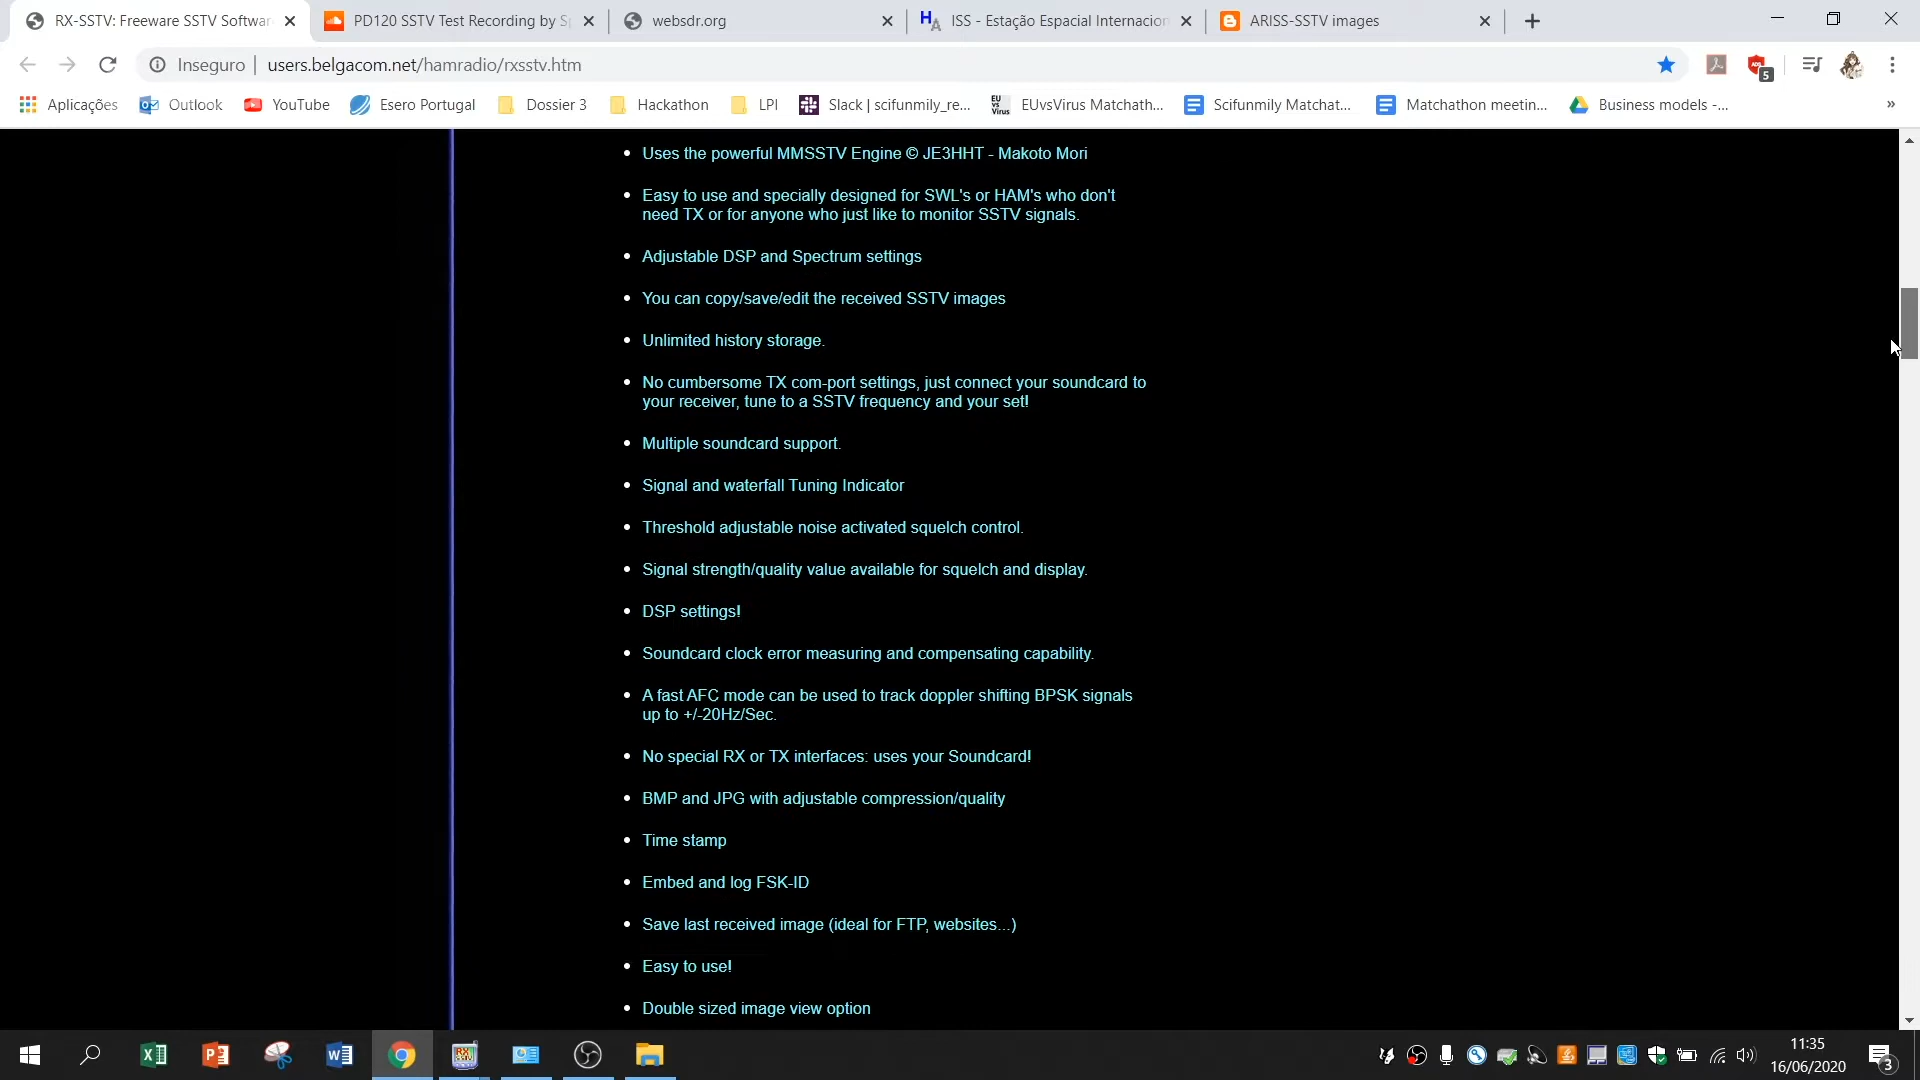 RX-SSTV: Freeware SSTV Softwar
PD120 SSTV Test Recording by Sp
websdr.org
HA
ISS - Estação Espacial Internacion
ARISS-SSTV images
Inseguro | users.belgacom.net/hamradio/rxsstv.htm
5
Aplicações
Outlook
YouTube
Esero Portugal
Dossier 3
Hackathon
LPI
Slack | scifunmily_re...
EUvsVirus Matchath...
Scifunmily Matchat...
Matchathon meetin...
Business models -...
Uses the powerful MMSSTV Engine © JE3HHT - Makoto Mori
Easy to use and specially designed for SWL's or HAM's who don't
need TX or for anyone who just like to monitor SSTV signals.
Adjustable DSP and Spectrum settings
You can copy/save/edit the received SSTV images
Unlimited history storage.
No cumbersome TX com-port settings, just connect your soundcard to
your receiver, tune to a SSTV frequency and your set!
Multiple soundcard support.
Signal and waterfall Tuning Indicator
Threshold adjustable noise activated squelch control.
Signal strength/quality value available for squelch and display.
DSP settings!
Soundcard clock error measuring and compensating capability.
A fast AFC mode can be used to track doppler shifting BPSK signals
up to +/-20Hz/Sec.
No special RX or TX interfaces: uses your Soundcard!
BMP and JPG with adjustable compression/quality
Time stamp
Embed and log FSK-ID
Save last received image (ideal for FTP, websites...)
Easy to use!
Double sized image view option
11:35
16/06/2020
3